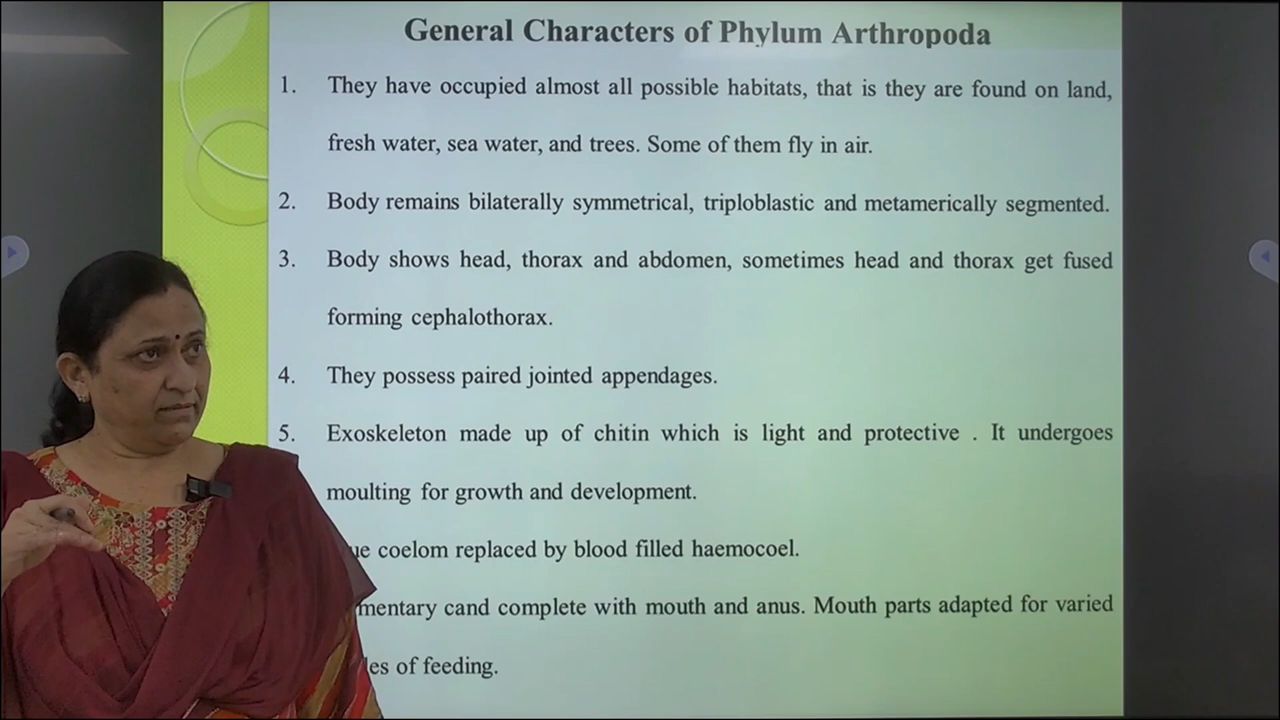 General Characters of Phylum Arthropoda
1. They have occupied almost all possible habitats, that is they are found on land,
fresh water, sea water, and trees. Some of them fly in air.
2. Body remains bilaterally symmetrical, triploblastic and metamerically segmented.
3. Body shows head, thorax and abdomen, sometimes head and thorax get fused
forming cephalothorax.
4. They possess paired jointed appendages.
5. Exoskeleton made up of chitin which is light and protective . It undergoes
moulting for growth and development.
coelom replaced by blood filled haemocoel.
cand complete with mouth and anus. Mouth parts adapted for varied
of feeding.